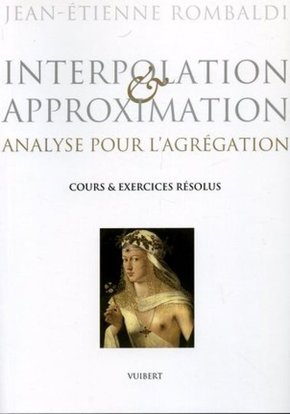 JEAN-ÉTIENNE ROMBALDI
INTERPOLATION
&
APPROXIMATION
ANALYSE POUR L'AGRÉGATION
COURS & EXERCICES RÉSOLUS
VUIBERT